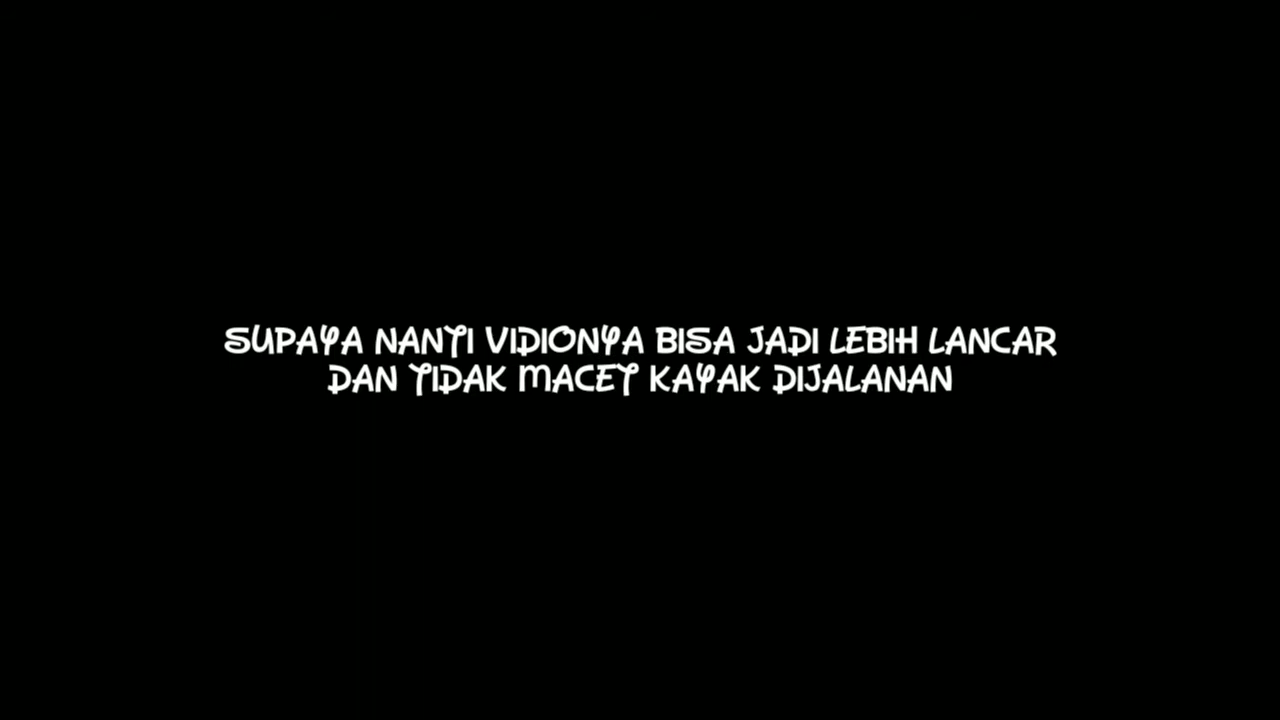 SUPAYA NANTI VIDIONYA BISA JADI LEBIH LANCAR
DAN TIDAK MACET KAYAK DIJALANAN